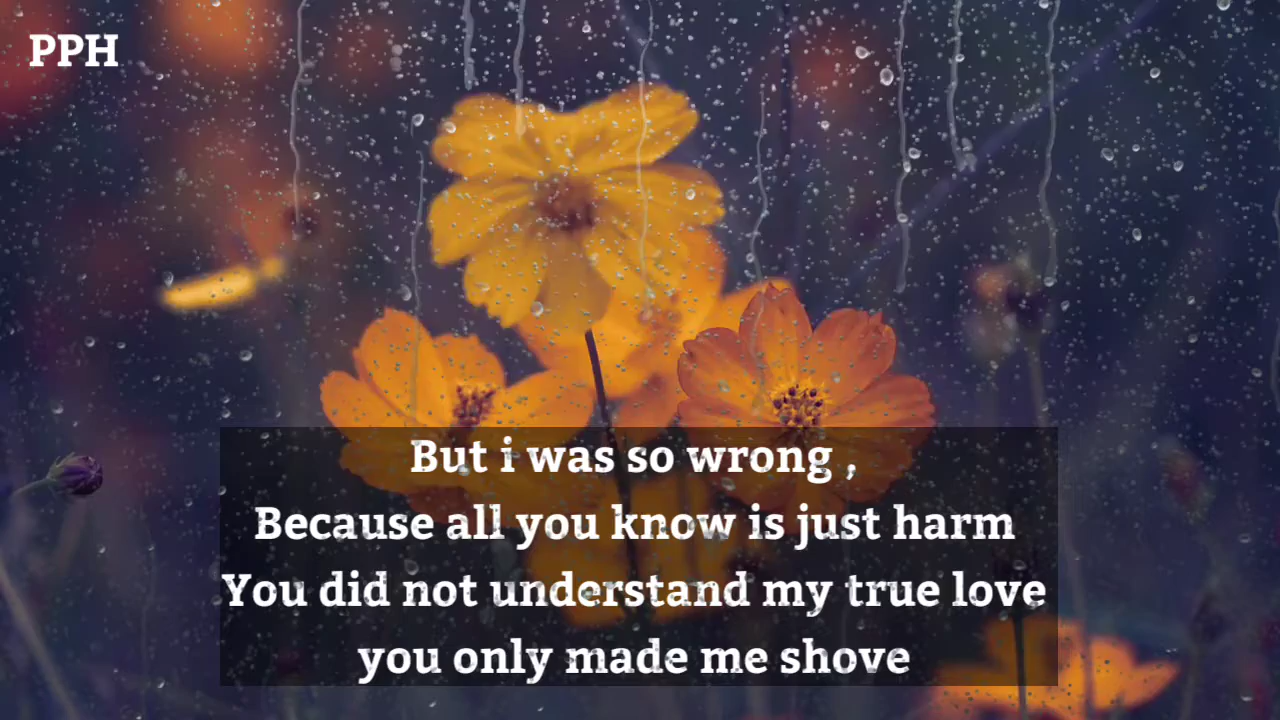 PPH
But i was so wrong ,
Because all you know is just harm
You did not understand my true love
you only made me shove